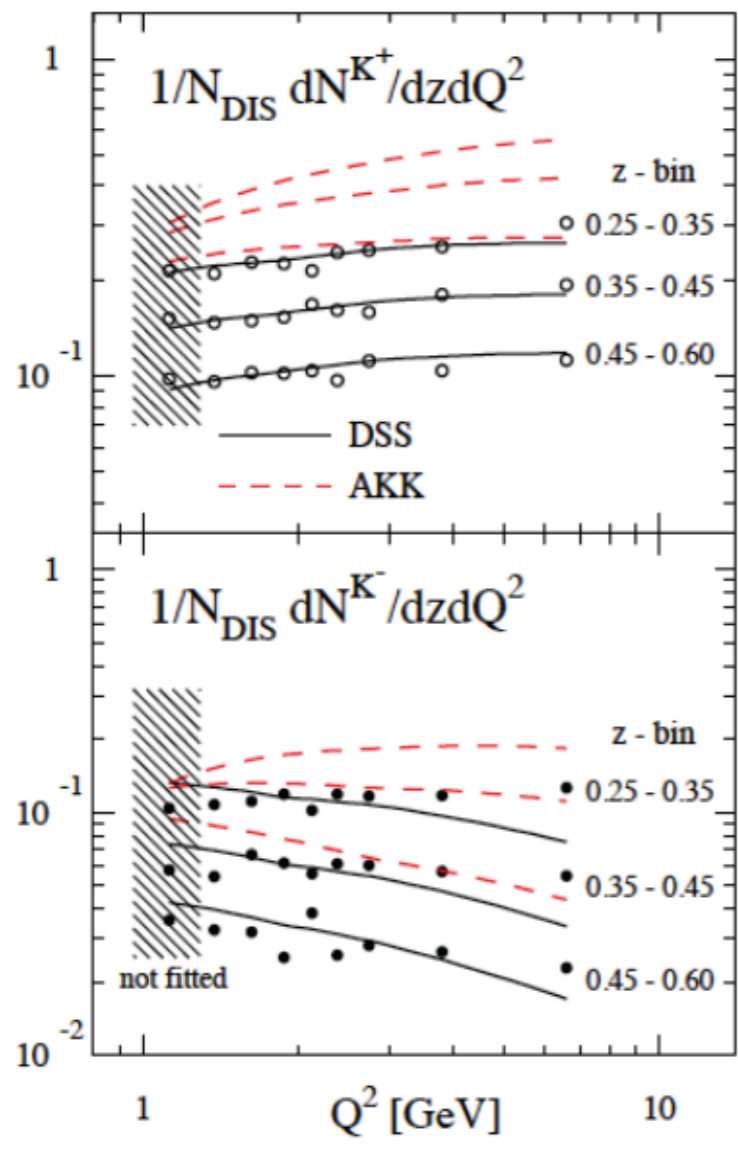 1
1/N_DIS dN^K^+/dzdQ^2
z - bin
0.25 - 0.35
0.35 - 0.45
10^-1
0.45 - 0.60
DSS
AKK
1
1/N_DIS dN^K^-/dzdQ^2
z - bin
10^-1
0.25 - 0.35
0.35 - 0.45
not fitted
0.45 - 0.60
10^-2
1
Q^2 [GeV]
10